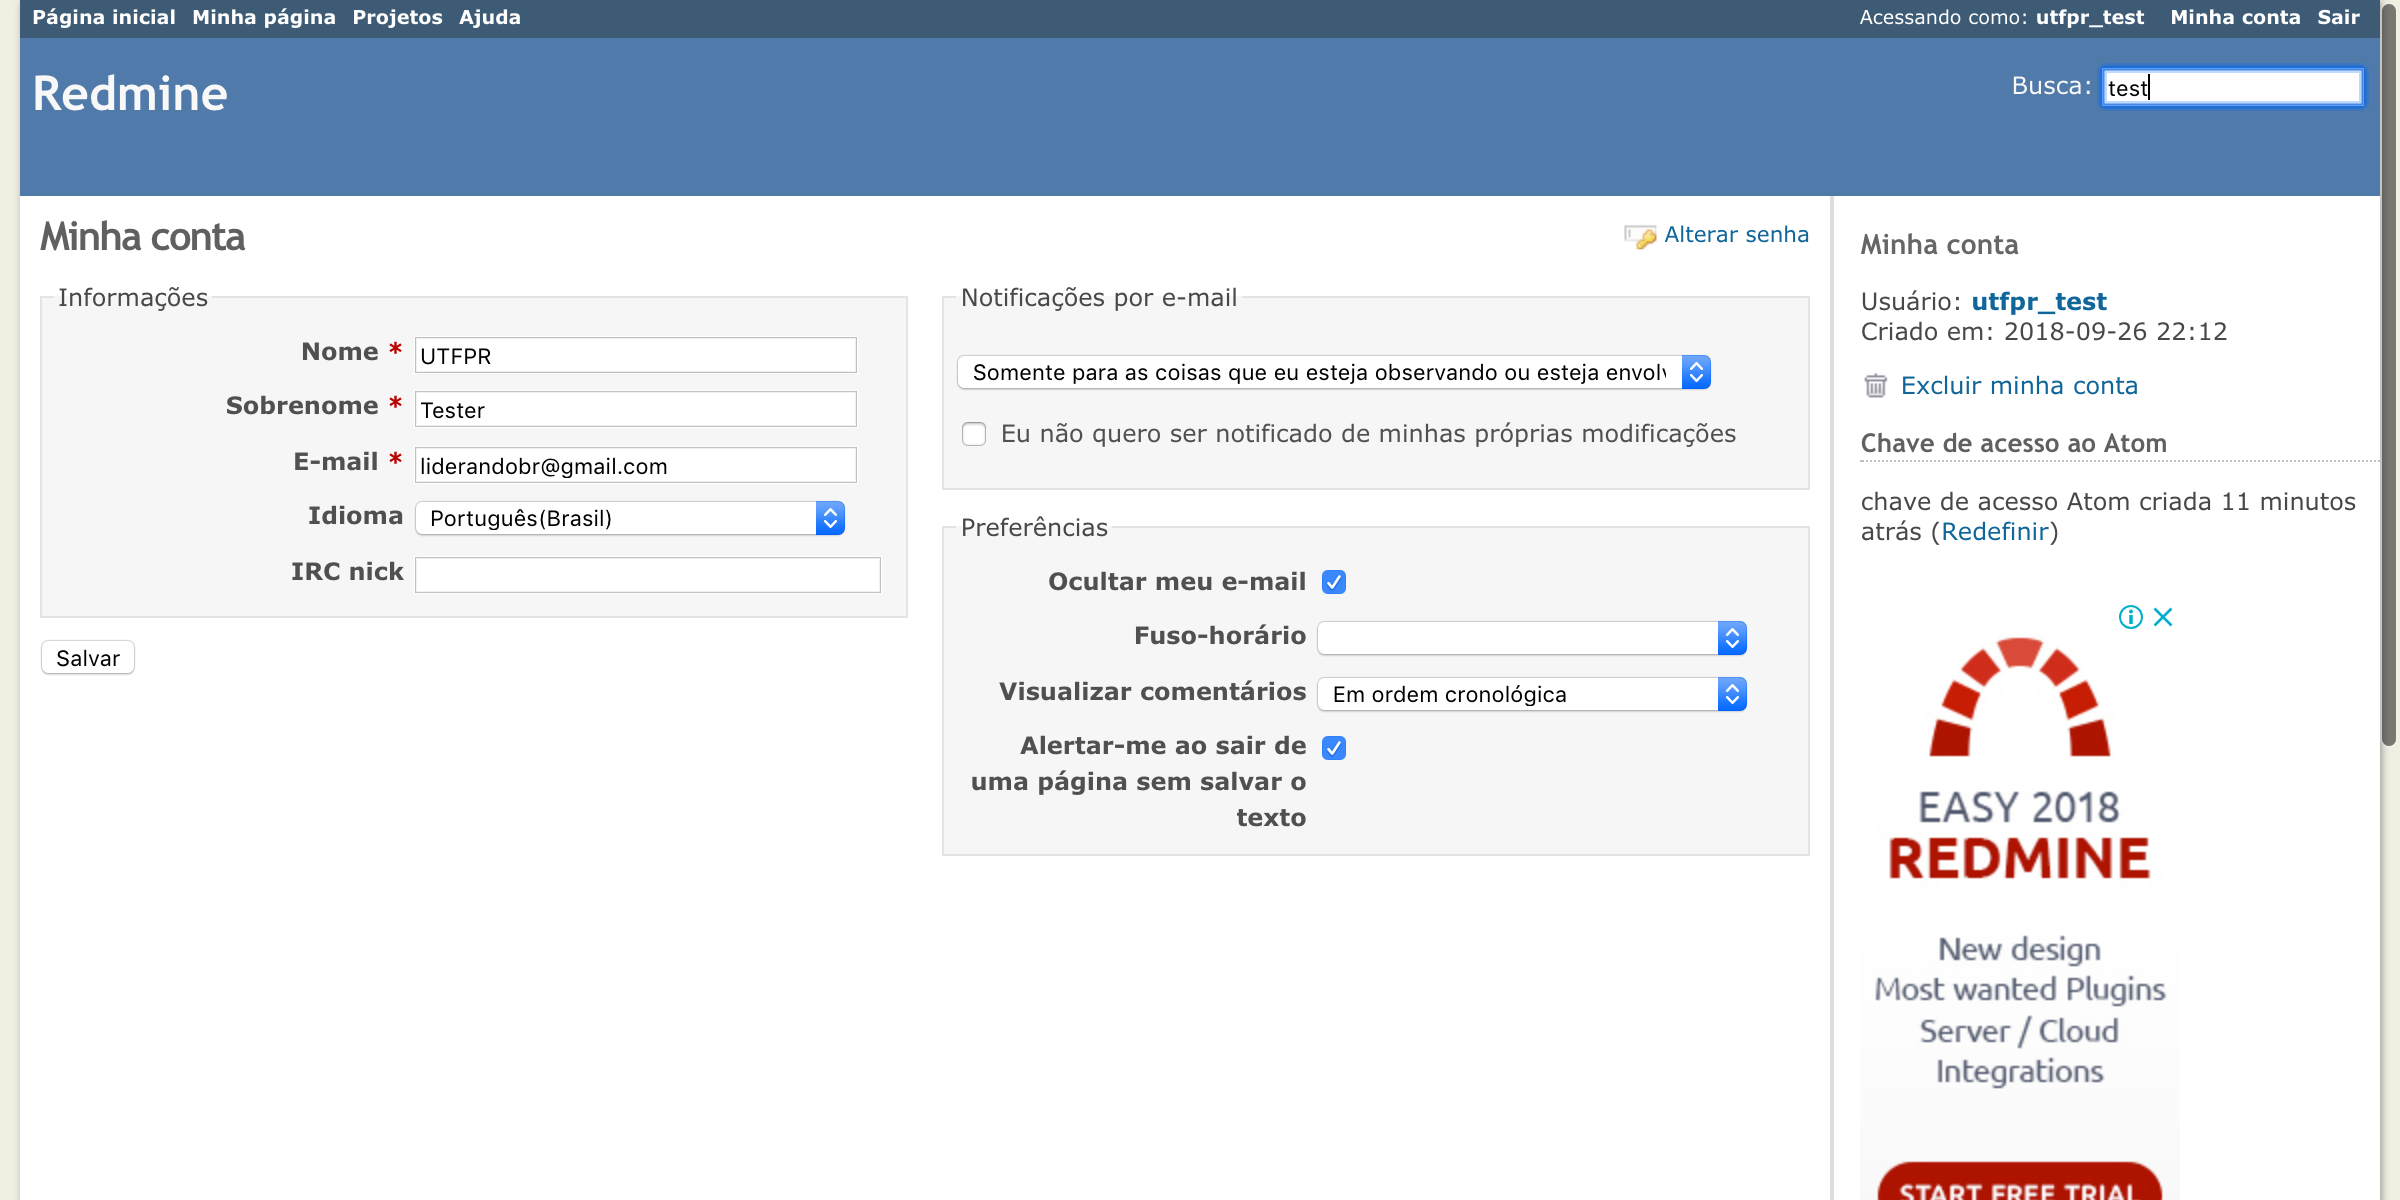 Página inicial Minha página Projetos Ajuda
Acessando como: utfpr_test Minha conta Sair
Redmine
Busca: test
Minha conta
Alterar senha
Informações
Nome * UTFPR
Sobrenome * Tester
E-mail * liderandobr@gmail.com
Idioma Português(Brasil)
IRC nick
Salvar
Notificações por e-mail
Somente para as coisas que eu esteja observando ou esteja envolv
Eu não quero ser notificado de minhas próprias modificações
Preferências
Ocultar meu e-mail
Fuso-horário
Visualizar comentários Em ordem cronológica
Alertar-me ao sair de
uma página sem salvar o
texto
Minha conta
Usuário: utfpr_test
Criado em: 2018-09-26 22:12
Excluir minha conta
Chave de acesso ao Atom
chave de acesso Atom criada 11 minutos
atrás (Redefinir)
EASY 2018
REDMINE
New design
Most wanted Plugins
Server / Cloud
Integrations
START FREE TRIAL